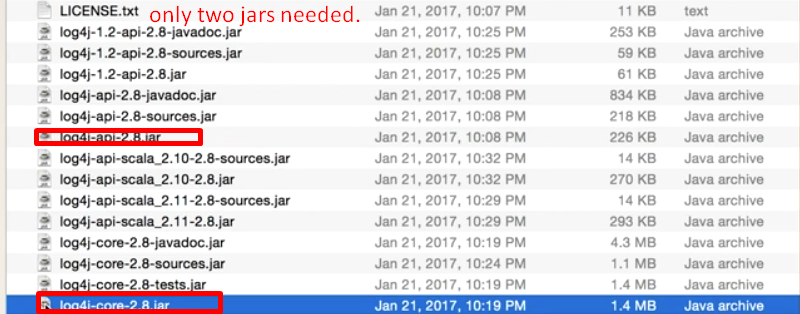 LICENSE.txt only two jars needed. Jan 21, 2017, 10:07 PM 11 KB text
log4j-1.2-api-2.8-javadoc.jar Jan 21, 2017, 10:25 PM 253 KB Java archive
log4j-1.2-api-2.8-sources.jar Jan 21, 2017, 10:25 PM 59 KB Java archive
log4j-1.2-api-2.8.jar Jan 21, 2017, 10:25 PM 61 KB Java archive
log4j-api-2.8-javadoc.jar Jan 21, 2017, 10:08 PM 834 KB Java archive
log4j-api-2.8-sources.jar Jan 21, 2017, 10:08 PM 218 KB Java archive
log4j-api-2.8.jar Jan 21, 2017, 10:08 PM 226 KB Java archive
log4j-api-scala_2.10-2.8-sources.jar Jan 21, 2017, 10:32 PM 14 KB Java archive
log4j-api-scala_2.10-2.8.jar Jan 21, 2017, 10:32 PM 270 KB Java archive
log4j-api-scala_2.11-2.8-sources.jar Jan 21, 2017, 10:29 PM 14 KB Java archive
log4j-api-scala_2.11-2.8.jar Jan 21, 2017, 10:29 PM 293 KB Java archive
log4j-core-2.8-javadoc.jar Jan 21, 2017, 10:19 PM 4.3 MB Java archive
log4j-core-2.8-sources.jar Jan 21, 2017, 10:24 PM 1.1 MB Java archive
log4j-core-2.8-tests.jar Jan 21, 2017, 10:19 PM 1.4 MB Java archive
log4j-core-2.8.jar Jan 21, 2017, 10:19 PM 1.4 MB Java archive